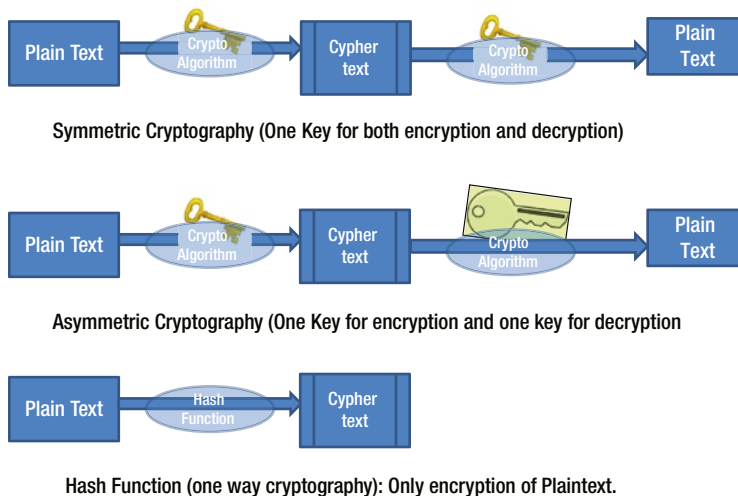 Plain Text
Crypto
Algorithm
Cypher
text
Crypto
Algorithm
Plain
Text
Symmetric Cryptography (One Key for both encryption and decryption)
Plain Text
Crypto
Algorithm
Cypher
text
Crypto
Algorithm
Plain
Text
Asymmetric Cryptography (One Key for encryption and one key for decryption
Plain Text
Hash
Function
Cypher
text
Hash Function (one way cryptography): Only encryption of Plaintext.